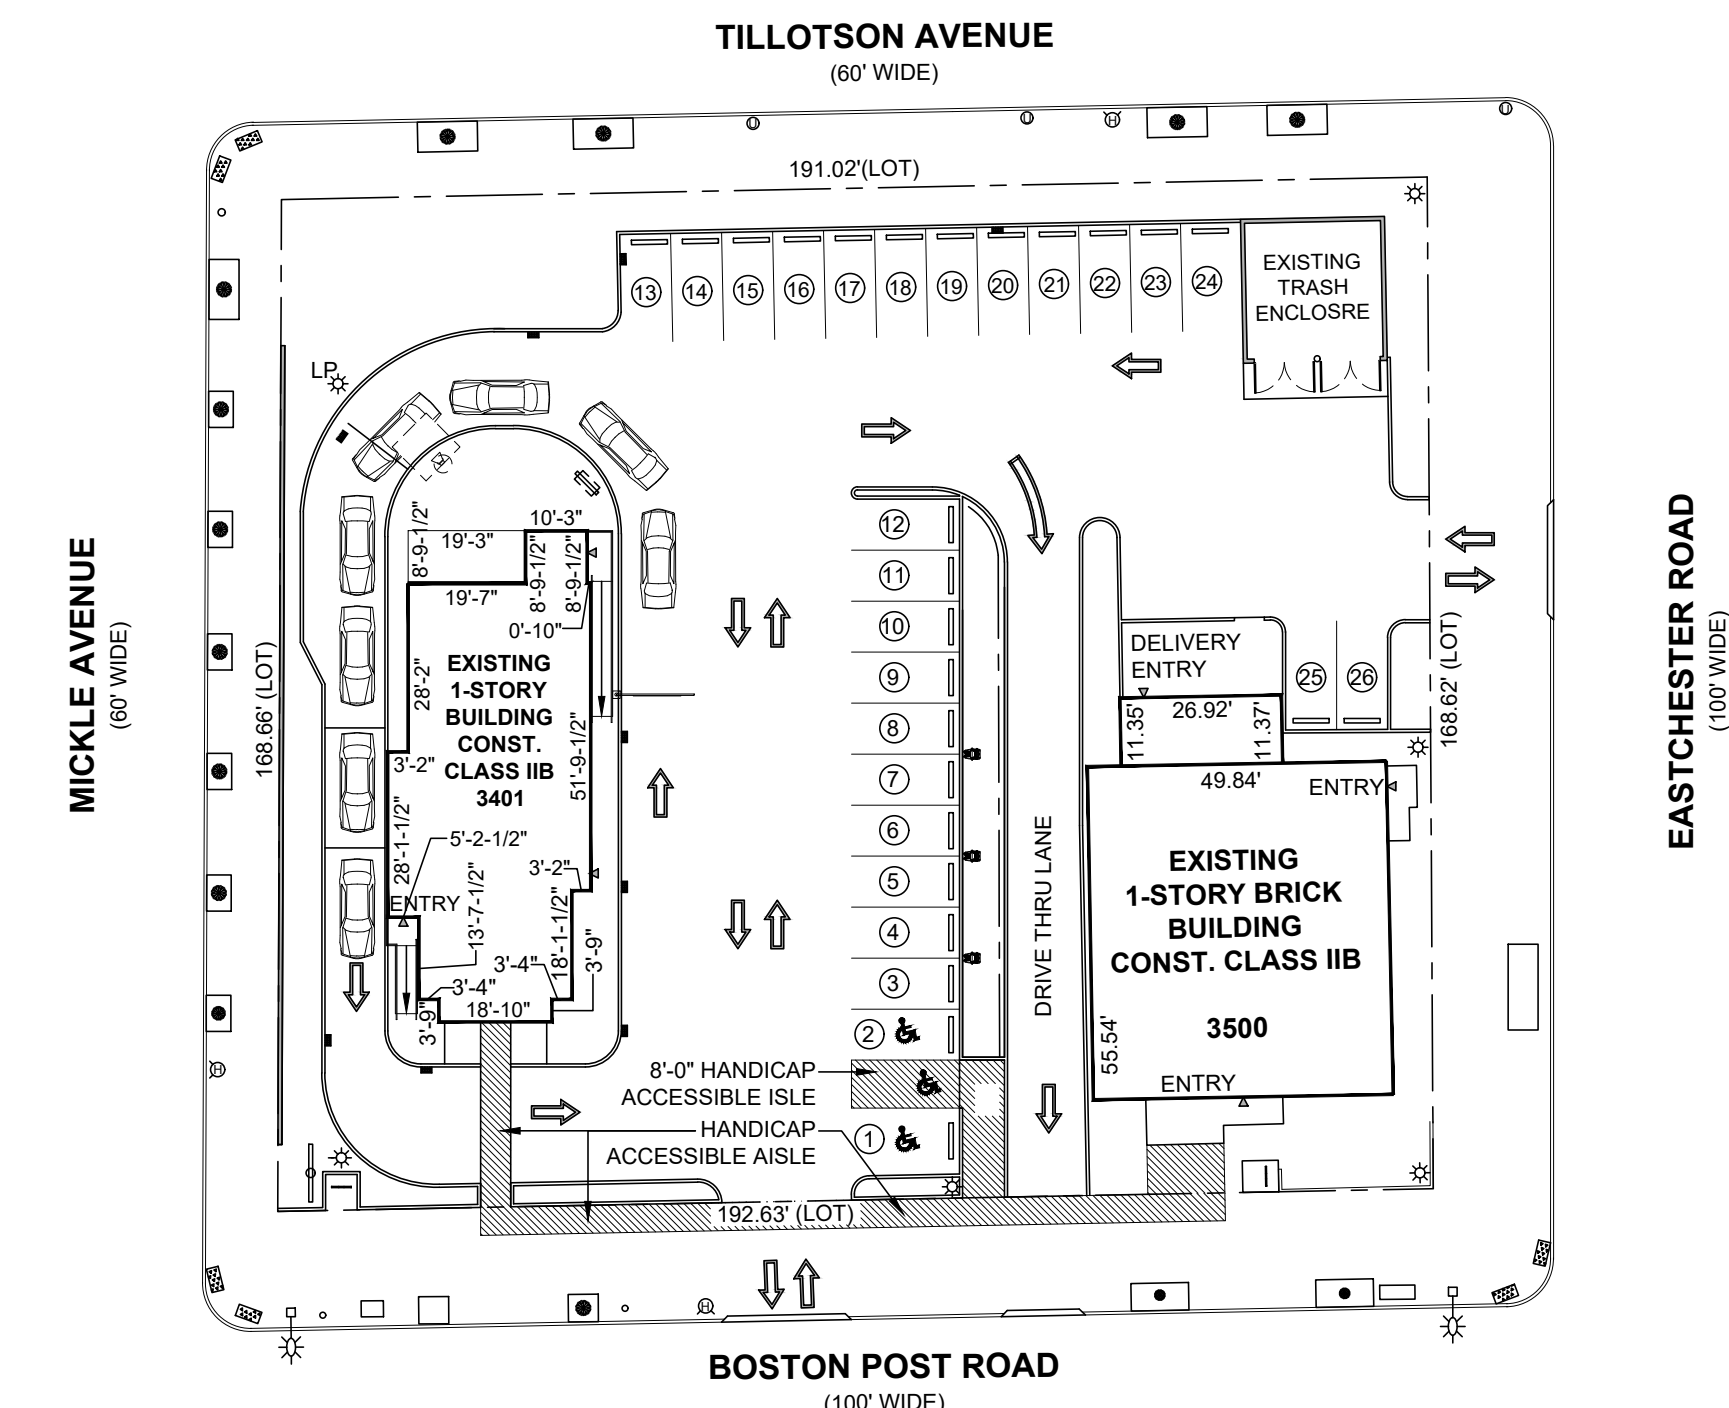 TILLOTSON AVENUE
(60' WIDE)
191.02'(LOT)
13
14
15
16
17
18
19
20
21
22
23
24
EXISTING
TRASH
ENCLOSRE
LP
MICKLE AVENUE
(60' WIDE)
168.66' (LOT)
8'-9-1/2"
19'-3"
10'-3"
8'-9-1/2"
8'-9-1/2"
19'-7"
0'-10"
28'-2"
EXISTING
1-STORY
BUILDING
CONST.
CLASS IIB
3401
51'-9-1/2"
3'-2"
28'-1-1/2"
5'-2-1/2"
3'-2"
ENTRY
13'-7-1/2"
18'-1-1/2"
3'-9"
3'-4"
3'-4"
18'-10"
3'-9"
12
11
10
9
8
7
6
5
4
3
2
1
8'-0" HANDICAP
ACCESSIBLE ISLE
HANDICAP
ACCESSIBLE AISLE
192.63' (LOT)
DRIVE THRU LANE
DELIVERY
ENTRY
25
26
11.35'
26.92'
11.37'
49.84'
ENTRY
EXISTING
1-STORY BRICK
BUILDING
CONST. CLASS IIB
3500
55.54'
ENTRY
168.62' (LOT)
EASTCHESTER ROAD
(100' WIDE)
H
H
H
BOSTON POST ROAD
(100' WIDE)